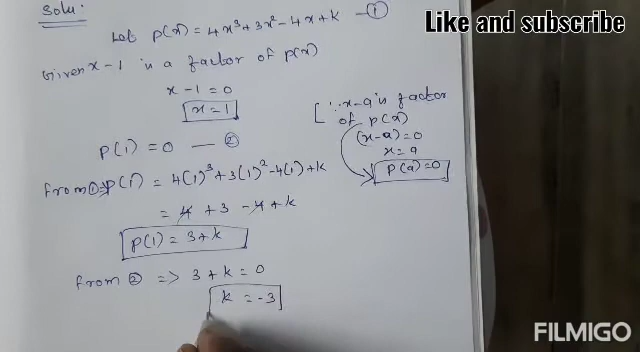 Solu:
Like and subscribe
Let p(x) = 4x³+3x²-4x+k — ①
Given x-1 is a factor of p(x)
x - 1 = 0
x = 1
[∵ x-a is factor
of p(x)
(x-a) = 0
x = a
p(a) = 0
p(1) = 0 — ②
from ①⇒ p(1) = 4(1)³+3(1)²-4(1)+k
= 4 + 3 - 4 + k
p(1) = 3+k
from ② => 3 + k = 0
k = -3
FILMIGO